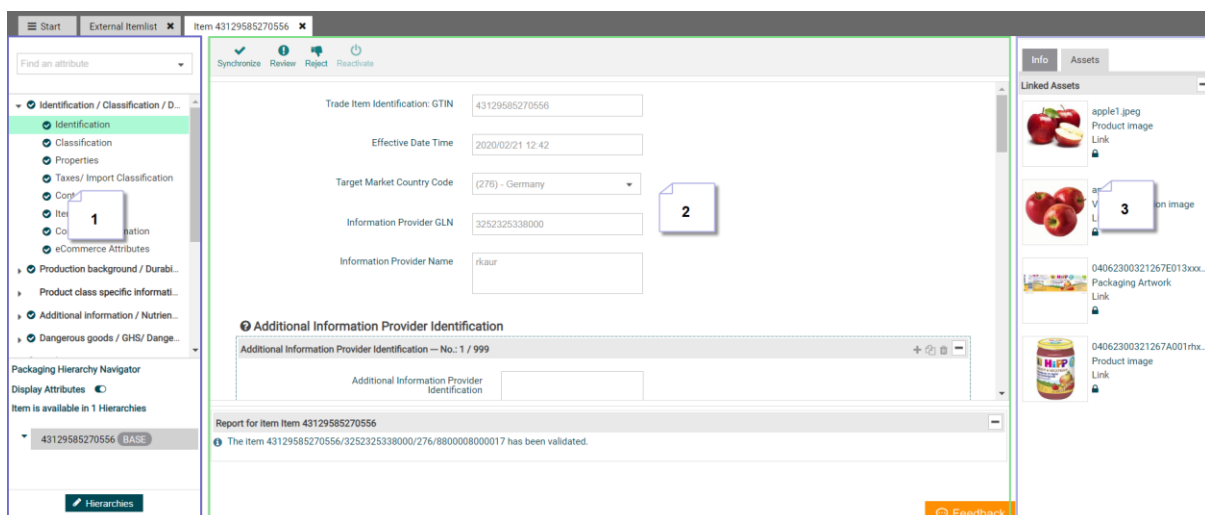 Start
External Itemlist
Item 43129585270556
Find an attribute
Identification / Classification / D...
Identification
Classification
Properties
Taxes/ Import Classification
1
eCommerce Attributes
Production background / Durabi...
Product class specific informati...
Additional information / Nutrien...
Dangerous goods / GHS/ Dange...
Packaging Hierarchy Navigator
Display Attributes
Item is available in 1 Hierarchies
43129585270556 BASE
Hierarchies
Synchronize Review Reject Reactivate
Trade Item Identification: GTIN
43129585270556
Effective Date Time
2020/02/21 12:42
Target Market Country Code
(276) - Germany
2
Information Provider GLN
3252325338000
Information Provider Name
rkaur
Additional Information Provider Identification
Additional Information Provider Identification — No.: 1 / 999
Additional Information Provider
Identification
Report for item Item 43129585270556
The item 43129585270556/3252325338000/276/8800008000017 has been validated.
Feedback
Info
Assets
Linked Assets
apple1.jpeg
Product image
Link
3
image
04062300321267E013xxx...
Packaging Artwork
Link
04062300321267A001rhx...
Product image
Link
HiPP